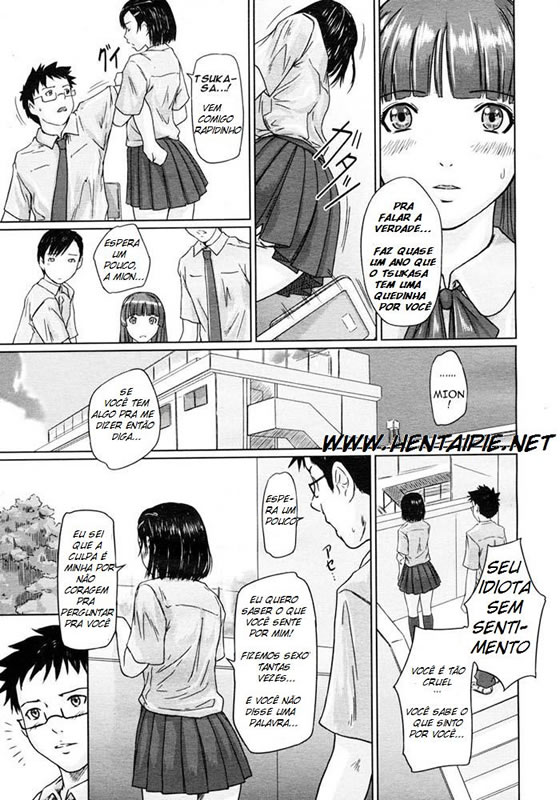 PRA
FALAR A
VERDADE...
FAZ QUASE
UM ANO QUE
O TSUKASA
TEM UMA
QUEDINHA
POR VOCÊ
ガタ
グイ
TSUKA-
SA...!
VEM
COMIGO
RAPIDINHO
ESPERA
UM
POUCO,
A MION...
......
MION
!
SE
VOCÊ TEM
ALGO PRA ME
DIZER ENTÃO
DIGA...
WWW.HENTAIPIE.NET
SEU
IDIOTA
SEM
SENTI-
MENTO
VOCÊ É TÃO
CRUEL...
VOCÊ SABE O
QUE SINTO POR
VOCÊ...
ESPE-
RA UM
POUCO?
EU QUERO
SABER O QUE
VOCÊ SENTE
POR MIM!
FIZEMOS SEXO
TANTAS
VEZES...
E VOCÊ NÃO
DISSE UMA
PALAVRA...
EU SEI
QUE A
CULPA É
MINHA POR
NÃO
CORAGEM
PRA
PERGUNTAR
PRA VOCÊ